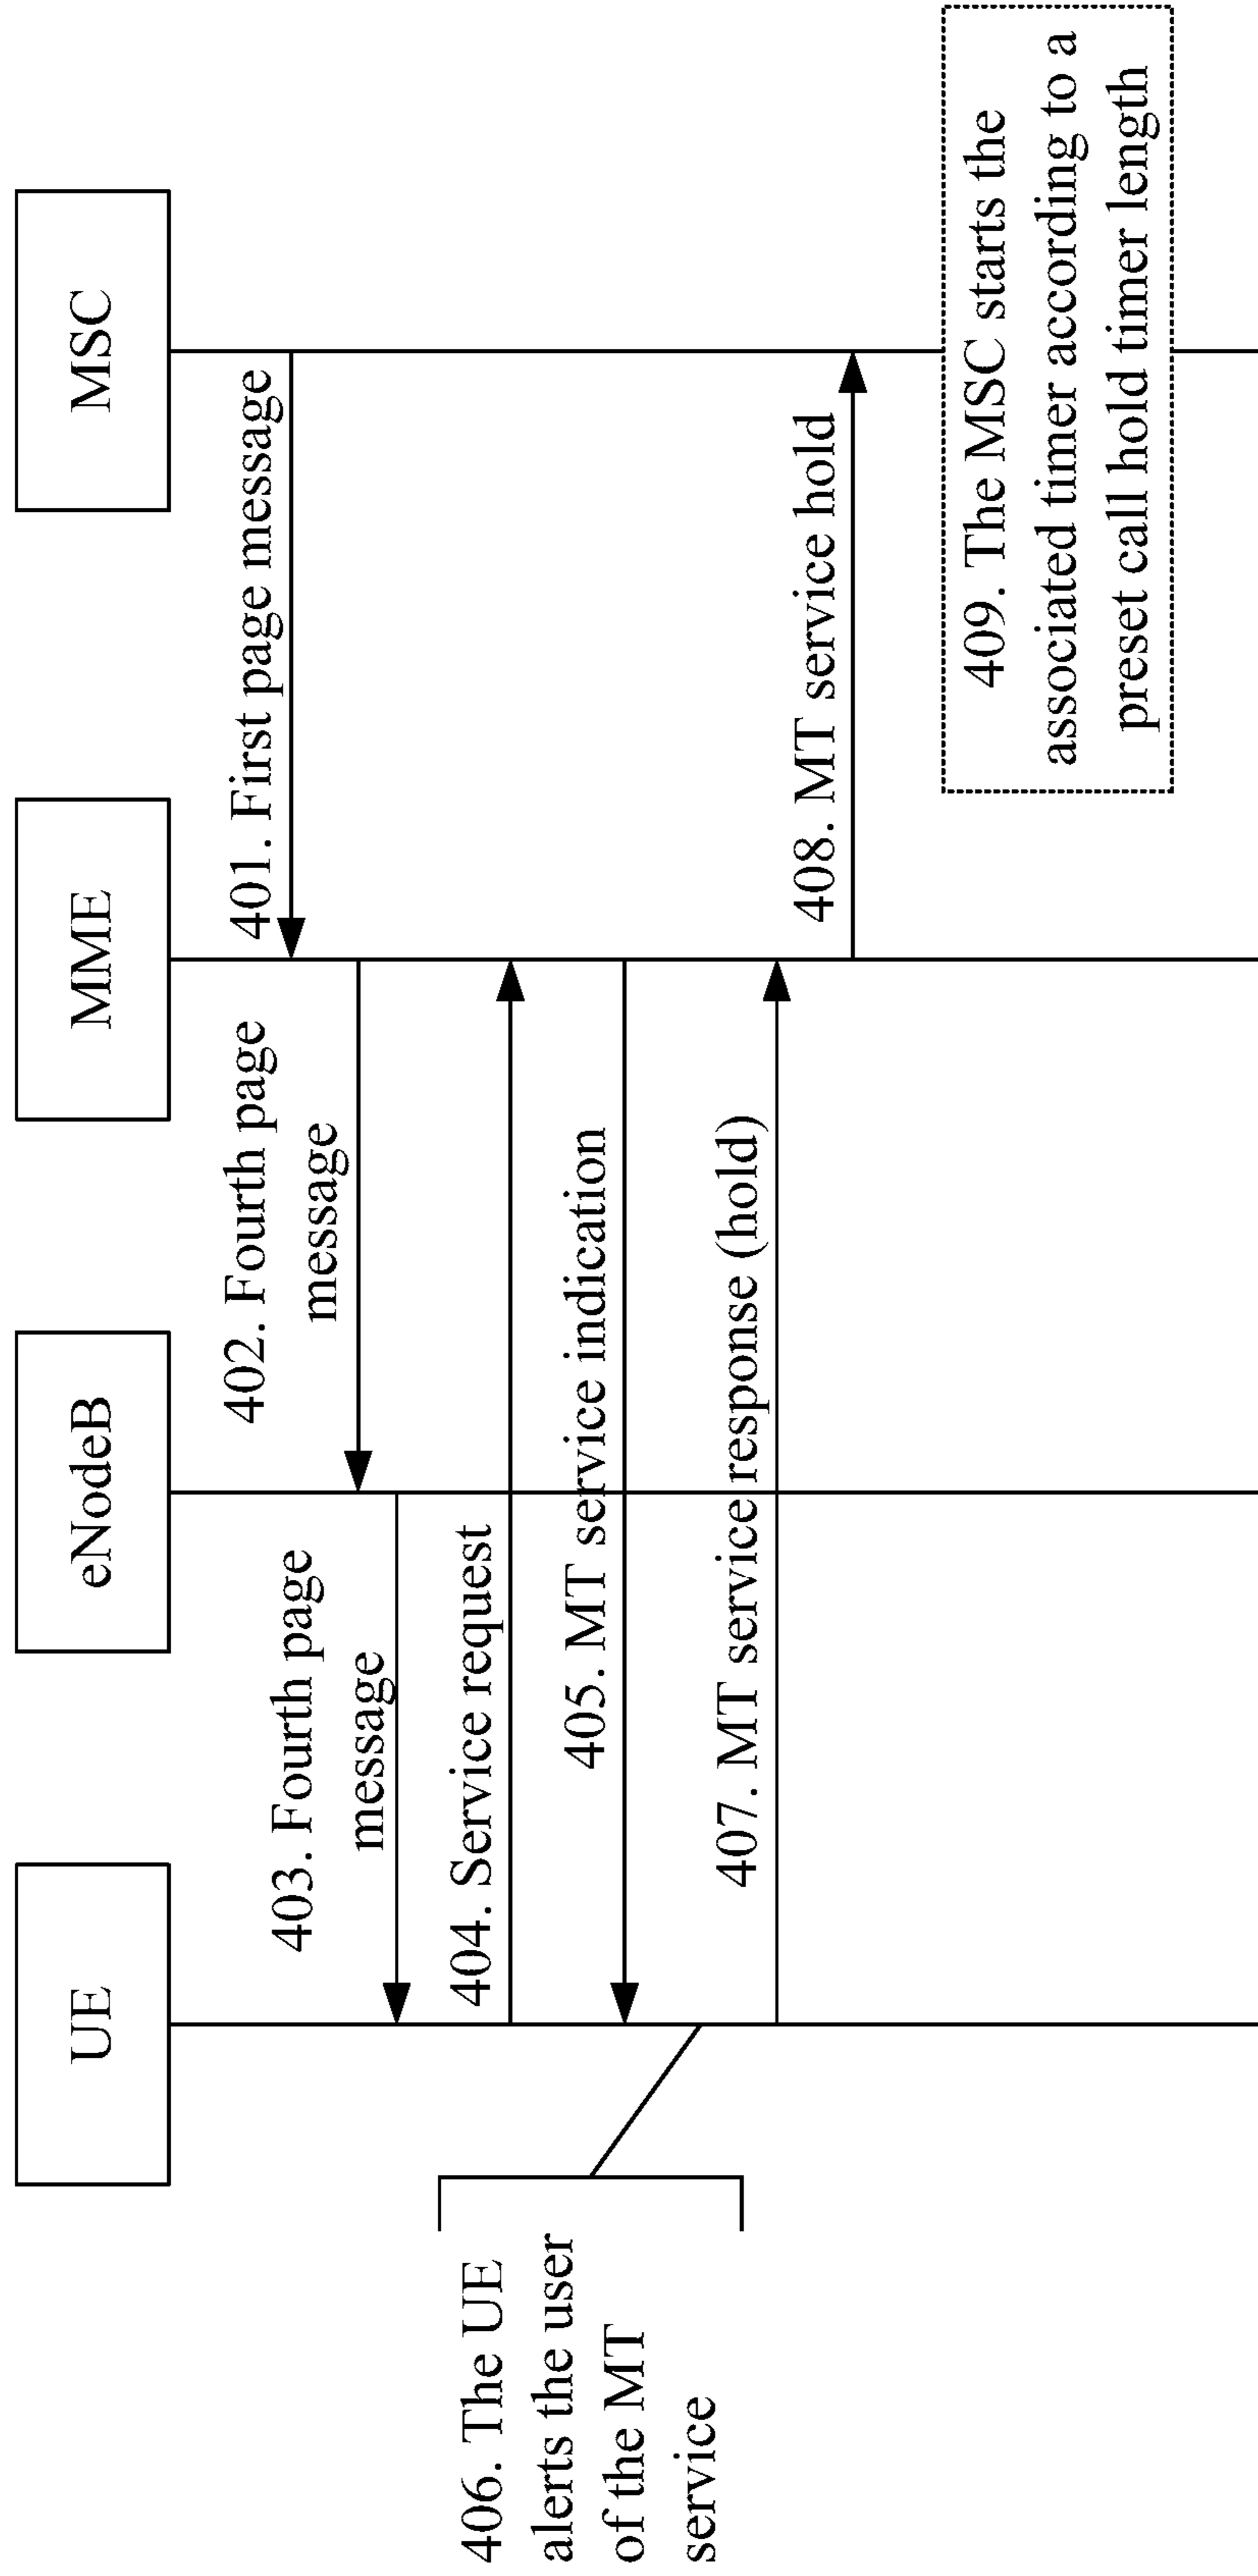 UE
eNodeB
MME
MSC
401. First page message
402. Fourth page
message
403. Fourth page
message
404. Service request
405. MT service indication
406. The UE
alerts the user
of the MT
service
407. MT service response (hold)
408. MT service hold
409. The MSC starts the
associated timer according to a
preset call hold timer length